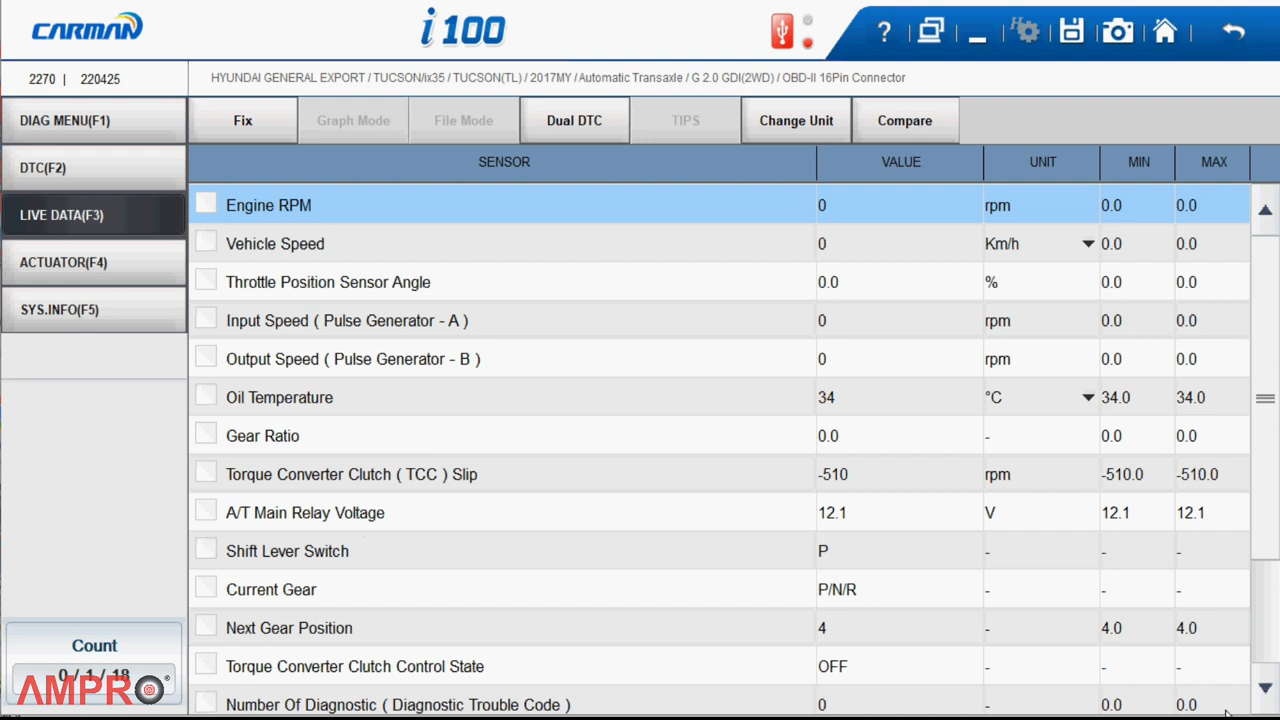 CARMAN
i 100
? H
2270 | 220425
HYUNDAI GENERAL EXPORT / TUCSON/ix35 / TUCSON(TL) / 2017MY /Automatic Transaxle / G 2.0 GDI(2WD) / OBD-II 16Pin Connector
DIAG MENU(F1)
DTC(F2)
LIVE DATA(F3)
ACTUATOR(F4)
SYS.INFO(F5)
Fix Graph Mode File Mode Dual DTC TIPS Change Unit Compare
SENSOR VALUE UNIT MIN MAX
Engine RPM 0 rpm 0.0 0.0
Vehicle Speed 0 Km/h 0.0 0.0
Throttle Position Sensor Angle 0.0 % 0.0 0.0
Input Speed ( Pulse Generator - A ) 0 rpm 0.0 0.0
Output Speed ( Pulse Generator - B ) 0 rpm 0.0 0.0
Oil Temperature 34 °C 34.0 34.0
Gear Ratio 0.0 - 0.0 0.0
Torque Converter Clutch ( TCC ) Slip -510 rpm -510.0 -510.0
A/T Main Relay Voltage 12.1 V 12.1 12.1
Shift Lever Switch P - - -
Current Gear P/N/R - - -
Next Gear Position 4 - 4.0 4.0
Torque Converter Clutch Control State OFF - - -
Number Of Diagnostic ( Diagnostic Trouble Code ) 0 - 0.0 0.0
Count
0 / 1 / 18
AMPRO®